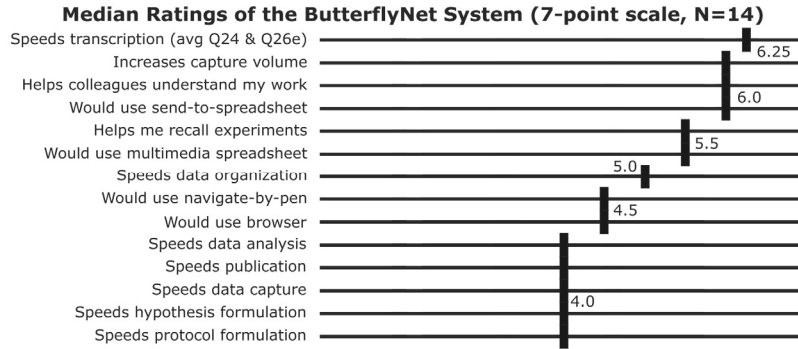 Median Ratings of the ButterflyNet System (7-point scale, N=14)
Speeds transcription (avg Q24 & Q26e)
6.25
Increases capture volume
Helps colleagues understand my work
6.0
Would use send-to-spreadsheet
Helps me recall experiments
5.5
Would use multimedia spreadsheet
5.0
Speeds data organization
Would use navigate-by-pen
4.5
Would use browser
Speeds data analysis
Speeds publication
Speeds data capture
4.0
Speeds hypothesis formulation
Speeds protocol formulation